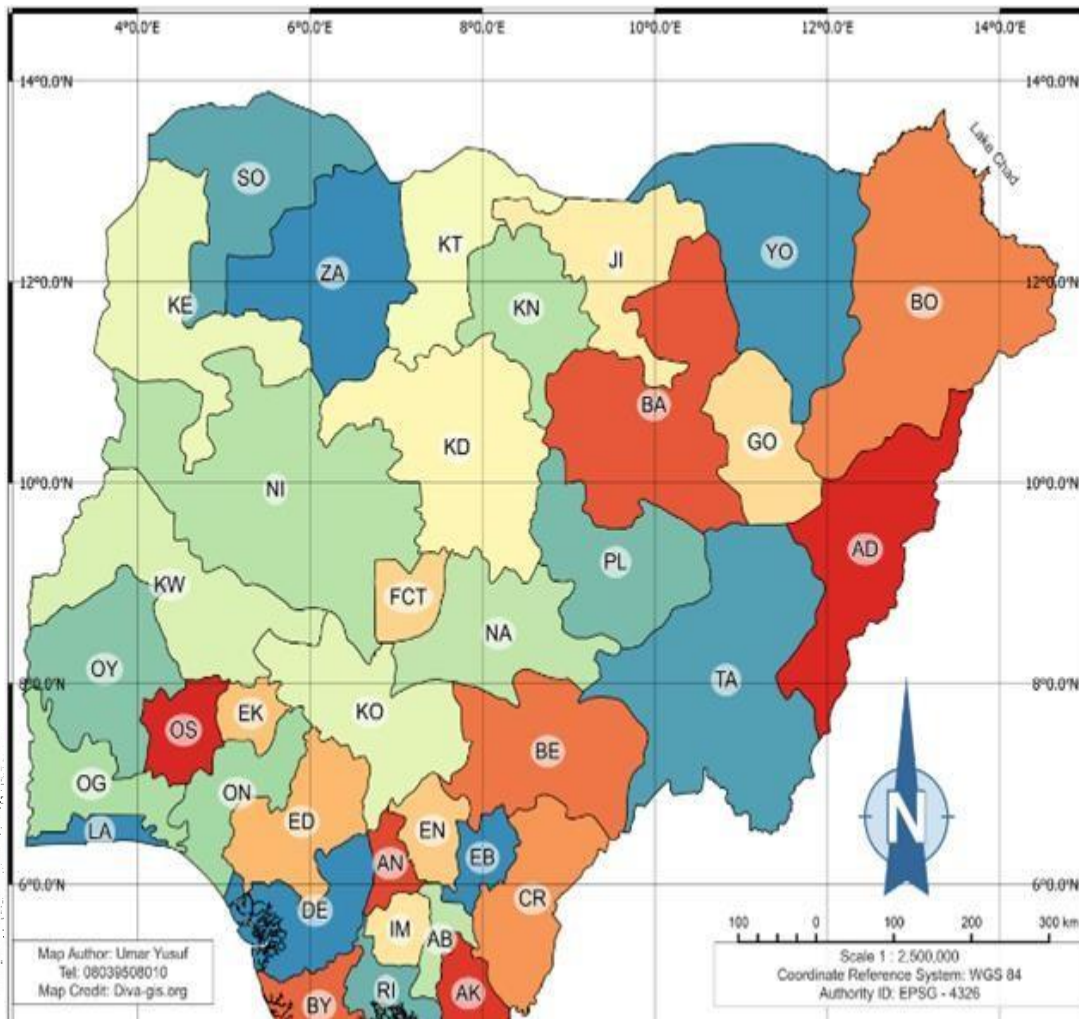 4°0.0'E 6°0.0'E 8°0.0'E 10°0.0'E 12°0.0'E 14°0.0'E
14°0.0'N 14°0.0'N
Lake Chad
SO
KT
JI
YO
ZA
12°0.0'N 12°0.0'N
KE
KN
BO
BA
KD
GO
10°0.0'N 10°0.0'N
NI
AD
PL
KW
FCT
NA
OY
TA
8°0.0'N 8°0.0'N
OS
EK
KO
BE
OG
ON
LA
ED
EN
N
AN
EB
6°0.0'N 6°0.0'N
CR
DE
IM
AB
100 0 100 200 300 km
Map Author: Umar Yusuf
Tel: 08039508010
Map Credit: Diva-gis.org
Scale 1 : 2,500,000
Coordinate Reference System: WGS 84
Authority ID: EPSG - 4326
BY
RI
AK